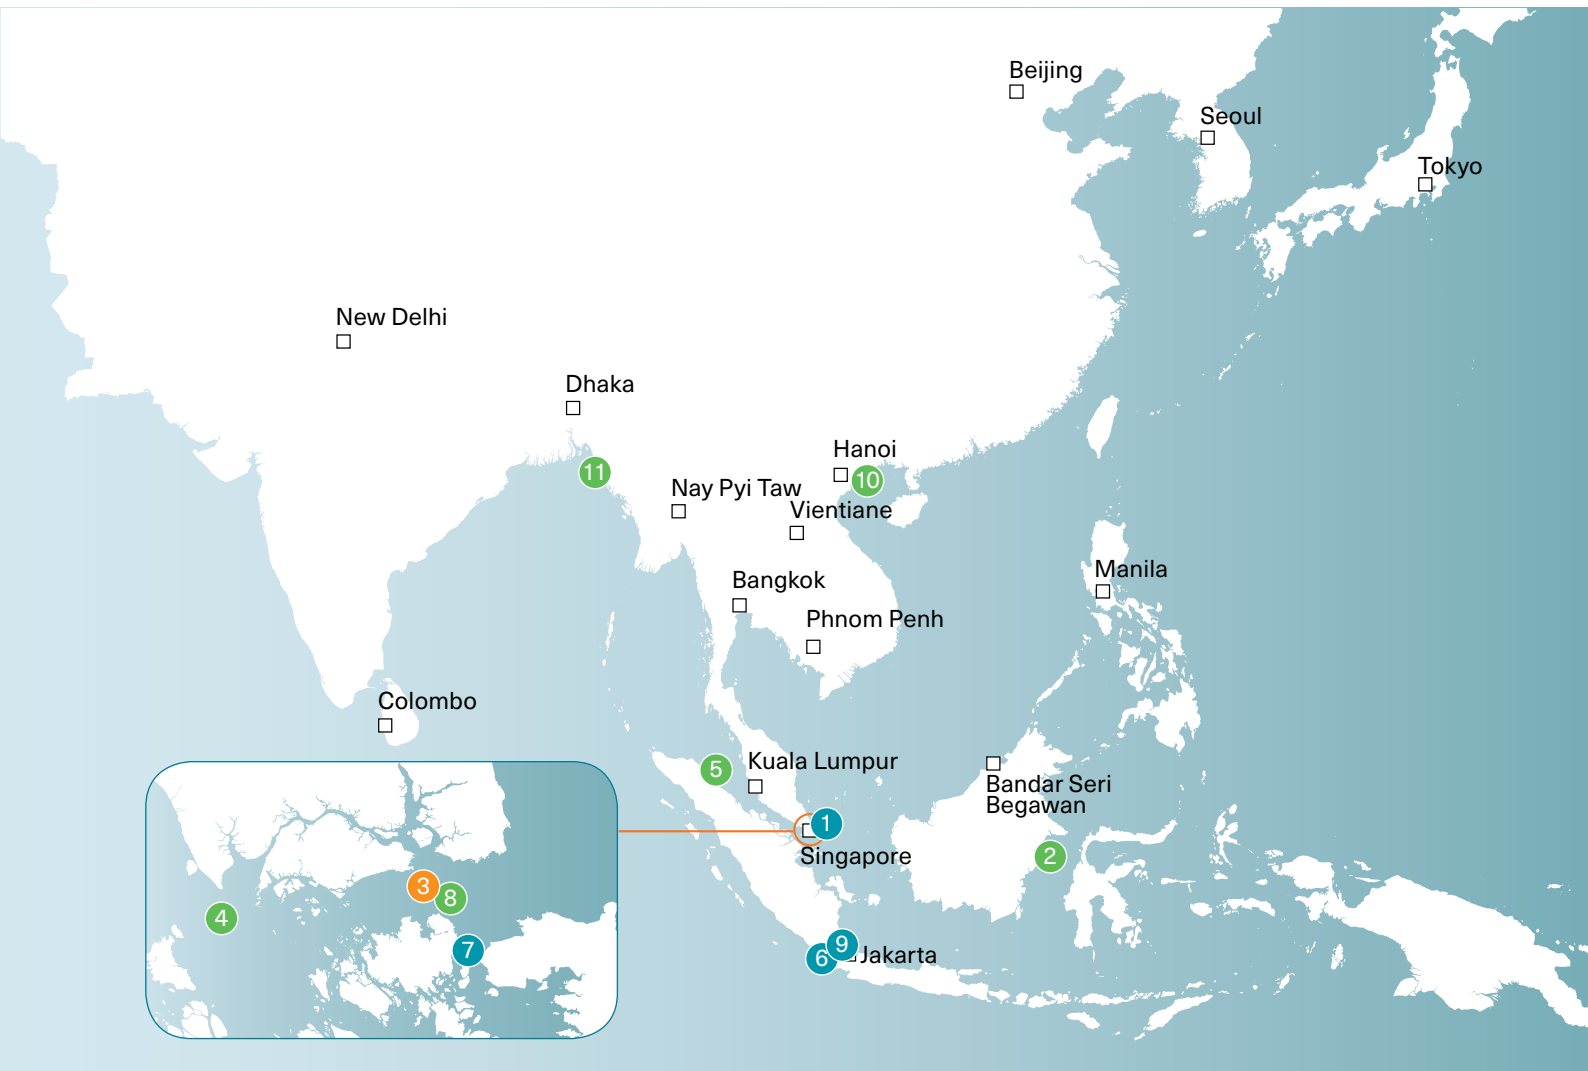 Beijing
Seoul
Tokyo
New Delhi
Dhaka
Hanoi
11
10
Nay Pyi Taw
Vientiane
Manila
Bangkok
Phnom Penh
Colombo
5
Kuala Lumpur
Bandar Seri
Begawan
1
Singapore
2
3
8
4
7
9
6
Jakarta